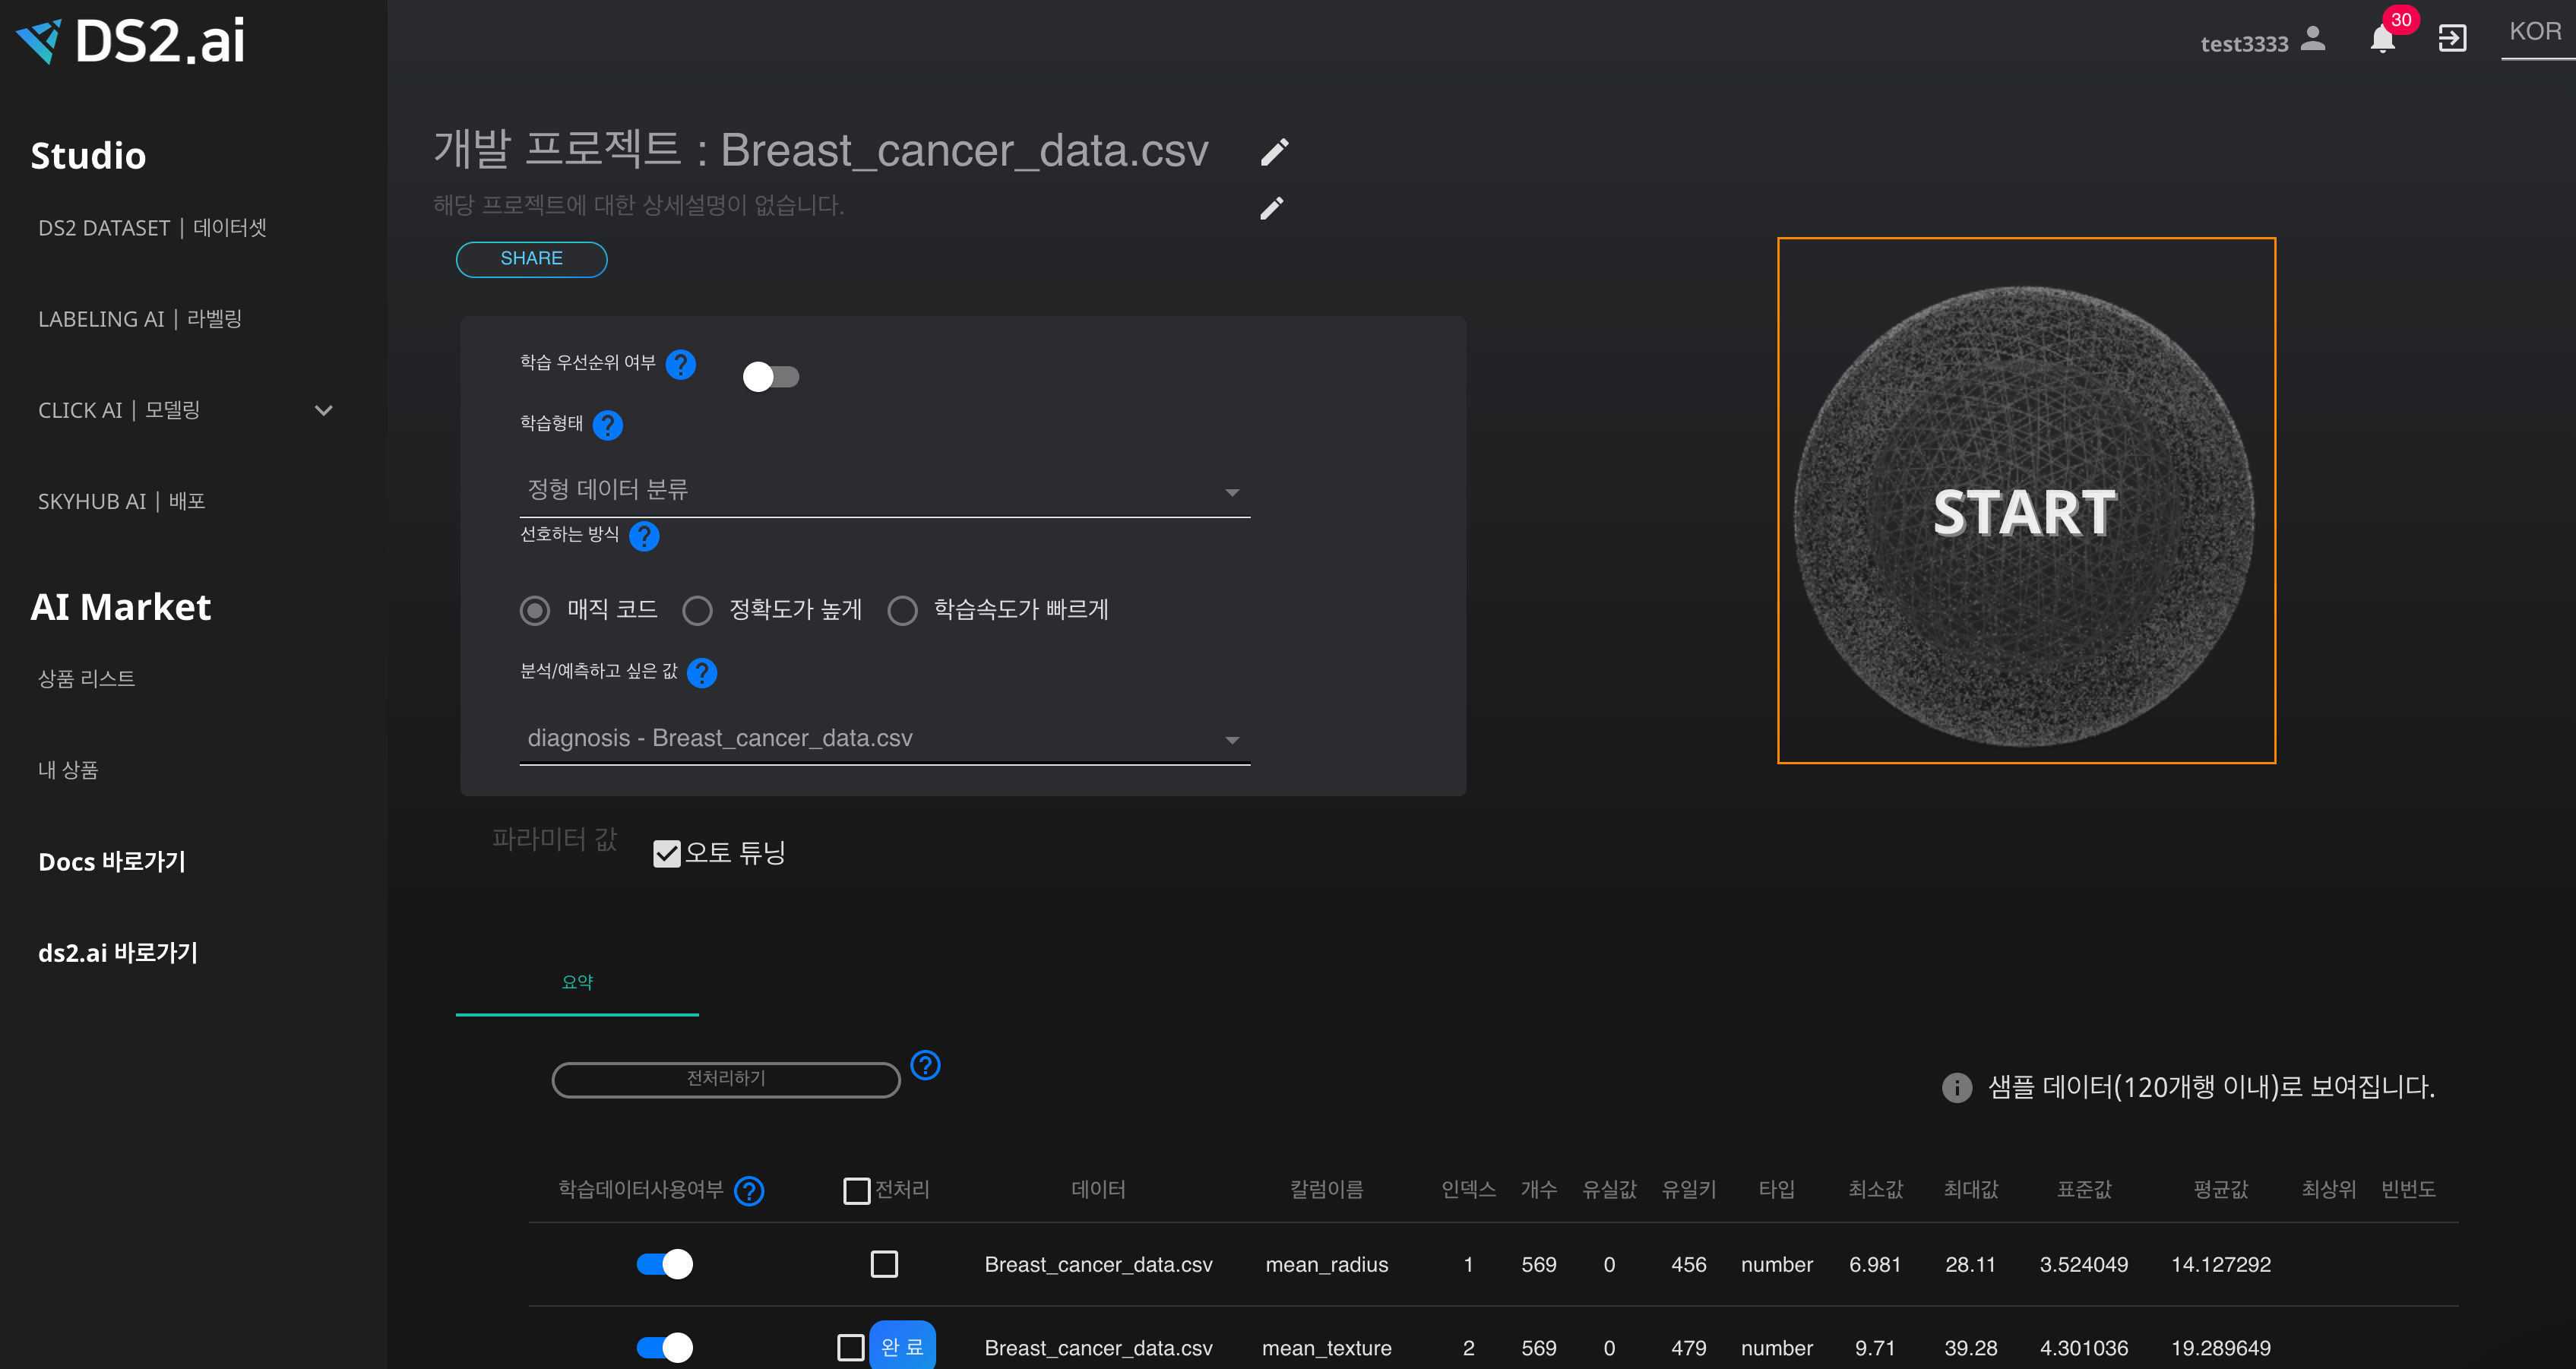 DS2.ai
test3333
30
KOR
Studio
DS2 DATASET | 데이터셋
LABELING AI | 라벨링
CLICK AI | 모델링
SKYHUB AI | 배포
AI Market
상품 리스트
내 상품
Docs 바로가기
ds2.ai 바로가기
개발 프로젝트 : Breast_cancer_data.csv
해당 프로젝트에 대한 상세설명이 없습니다.
SHARE
학습 우선순위 여부 ?
학습형태 ?
정형 데이터 분류
선호하는 방식 ?
매직 코드 정확도가 높게 학습속도가 빠르게
분석/예측하고 싶은 값 ?
diagnosis - Breast_cancer_data.csv
START
파라미터 값 오토 튜닝
요약
전처리하기 ?
샘플 데이터(120개행 이내)로 보여집니다.
학습데이터사용여부 ? 전처리 데이터 칼럼이름 인덱스 개수 유실값 유일키 타입 최소값 최대값 표준값 평균값 최상위 빈번도
Breast_cancer_data.csv mean_radius 1 569 0 456 number 6.981 28.11 3.524049 14.127292
완 료 Breast_cancer_data.csv mean_texture 2 569 0 479 number 9.71 39.28 4.301036 19.289649